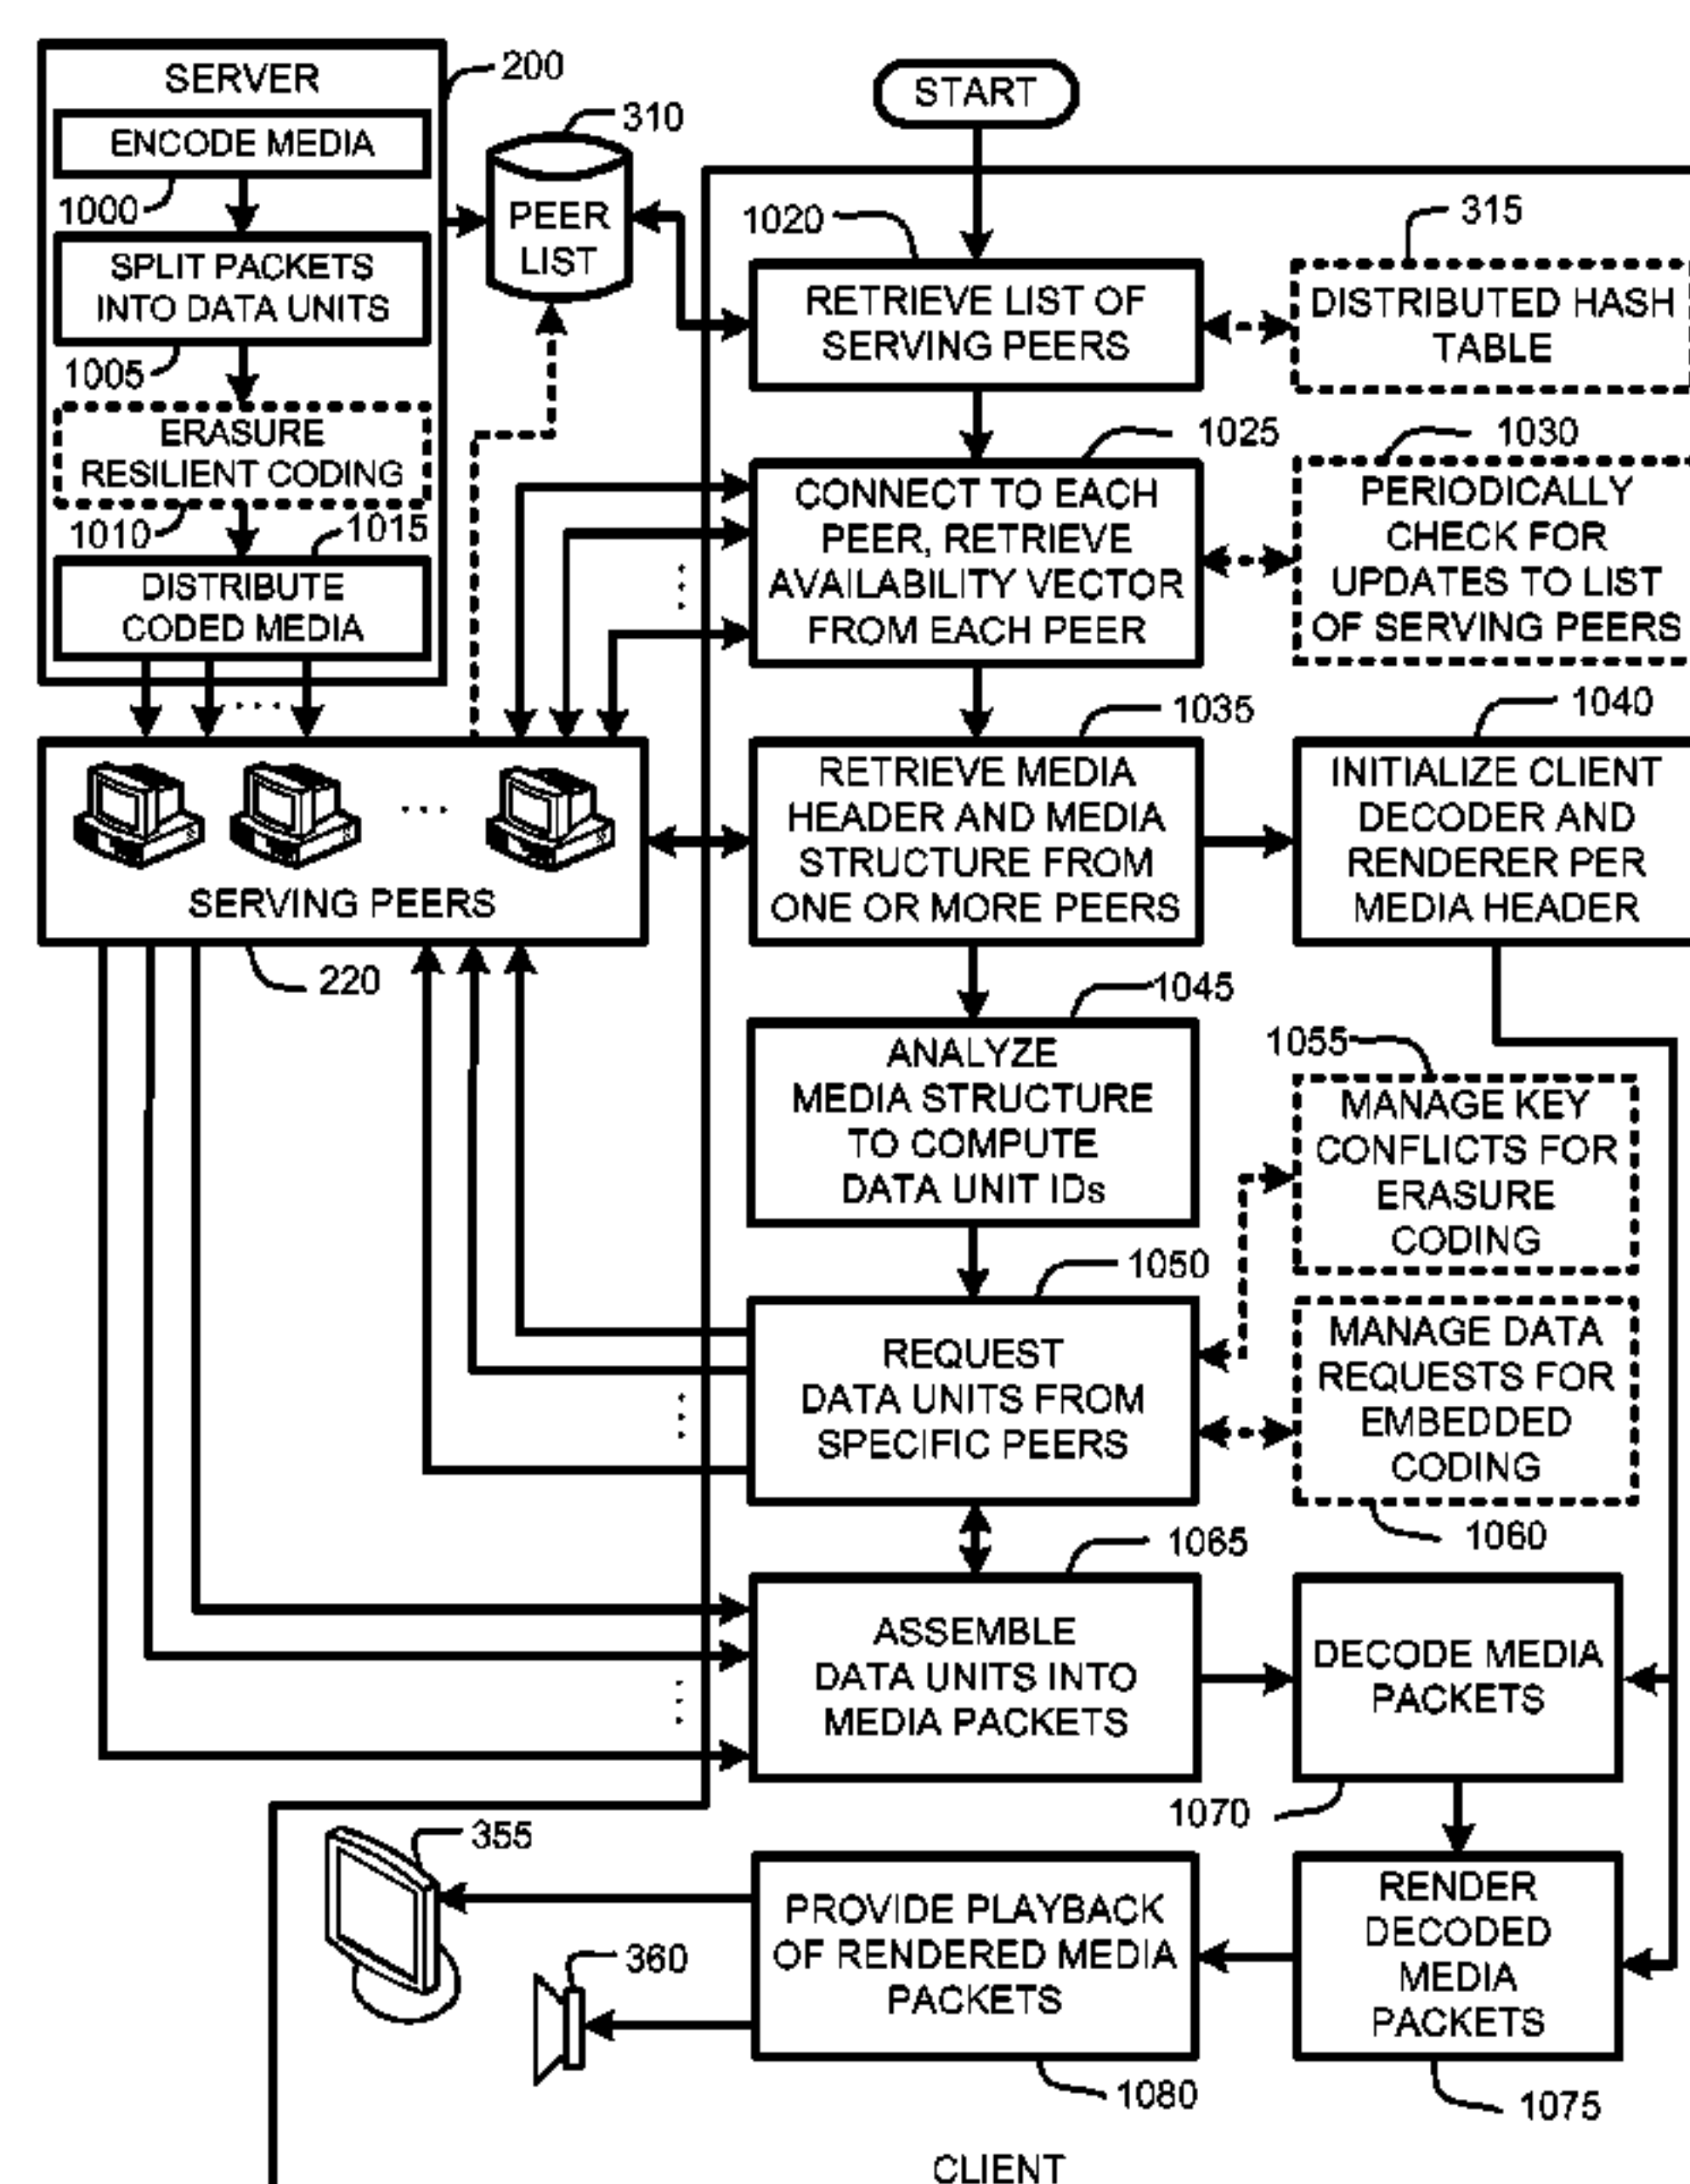 SERVER
200
ENCODE MEDIA
1000
SPLIT PACKETS
INTO DATA UNITS
1005
ERASURE
RESILIENT CODING
1010
1015
DISTRIBUTE
CODED MEDIA
310
PEER
LIST
START
1020
RETRIEVE LIST OF
SERVING PEERS
315
DISTRIBUTED HASH
TABLE
1025
CONNECT TO EACH
PEER, RETRIEVE
AVAILABILITY VECTOR
FROM EACH PEER
1030
PERIODICALLY
CHECK FOR
UPDATES TO LIST
OF SERVING PEERS
SERVING PEERS
220
1035
RETRIEVE MEDIA
HEADER AND MEDIA
STRUCTURE FROM
ONE OR MORE PEERS
1040
INITIALIZE CLIENT
DECODER AND
RENDERER PER
MEDIA HEADER
1045
ANALYZE
MEDIA STRUCTURE
TO COMPUTE
DATA UNIT IDs
1050
REQUEST
DATA UNITS FROM
SPECIFIC PEERS
1055
MANAGE KEY
CONFLICTS FOR
ERASURE
CODING
MANAGE DATA
REQUESTS FOR
EMBEDDED
CODING
1060
1065
ASSEMBLE
DATA UNITS INTO
MEDIA PACKETS
DECODE MEDIA
PACKETS
1070
RENDER
DECODED
MEDIA
PACKETS
1075
PROVIDE PLAYBACK
OF RENDERED MEDIA
PACKETS
1080
355
360
CLIENT